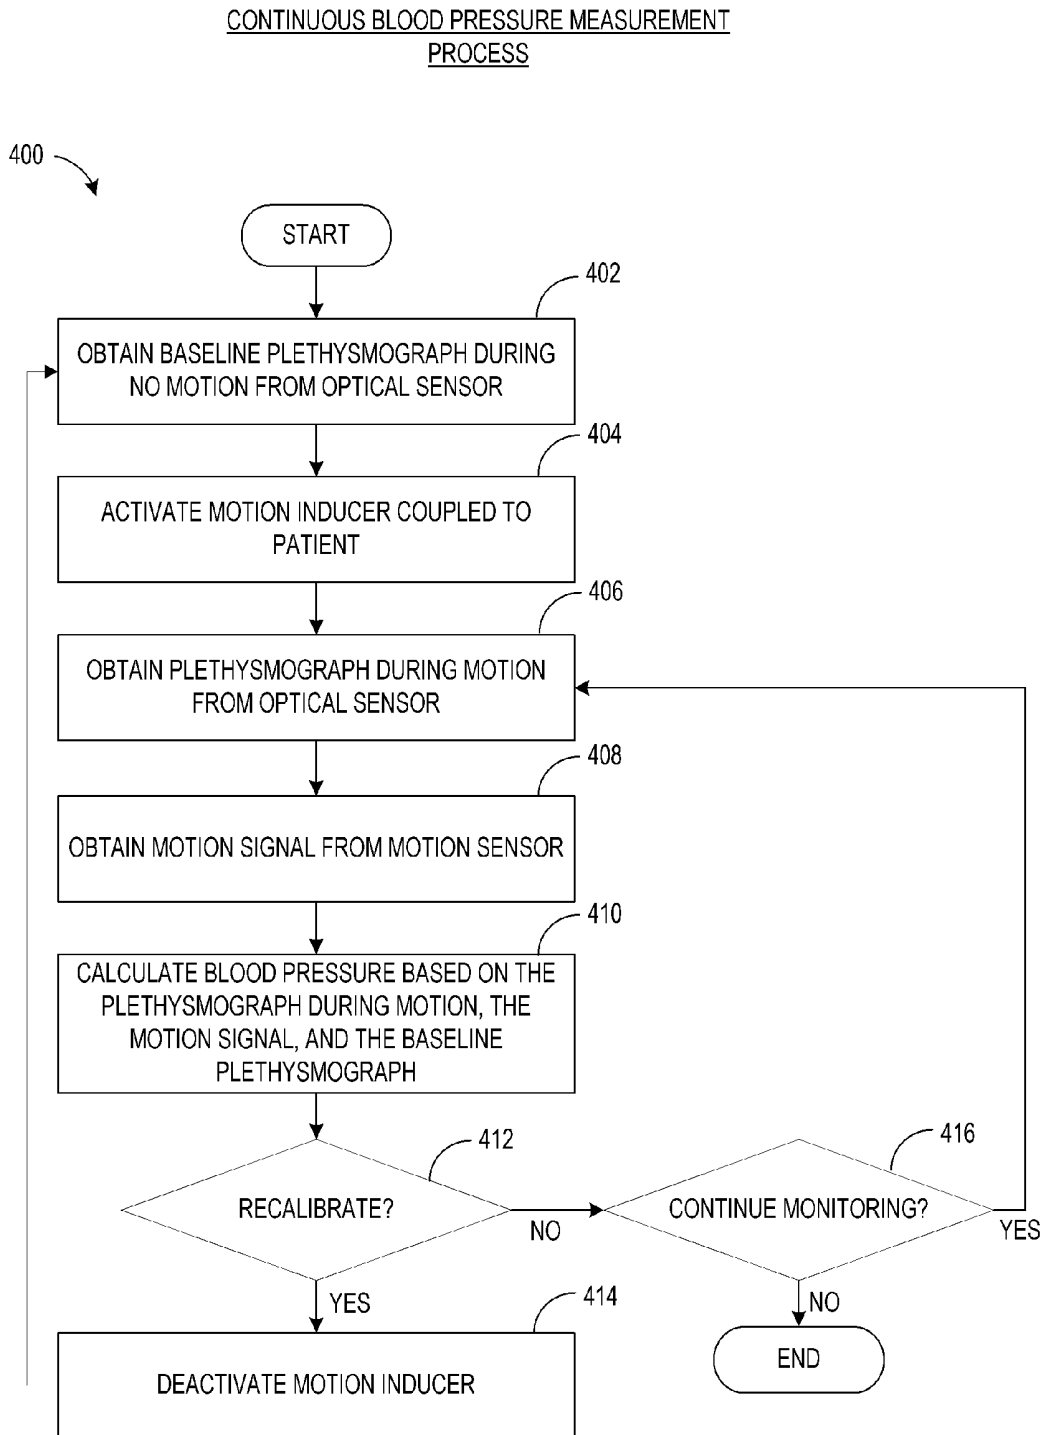 CONTINUOUS BLOOD PRESSURE MEASUREMENT
PROCESS
400
START
402
OBTAIN BASELINE PLETHYSMOGRAPH DURING
NO MOTION FROM OPTICAL SENSOR
404
ACTIVATE MOTION INDUCER COUPLED TO
PATIENT
406
OBTAIN PLETHYSMOGRAPH DURING MOTION
FROM OPTICAL SENSOR
408
OBTAIN MOTION SIGNAL FROM MOTION SENSOR
410
CALCULATE BLOOD PRESSURE BASED ON THE
PLETHYSMOGRAPH DURING MOTION, THE
MOTION SIGNAL, AND THE BASELINE
PLETHYSMOGRAPH
412
RECALIBRATE?
NO
416
CONTINUE MONITORING?
YES
YES
414
DEACTIVATE MOTION INDUCER
NO
END